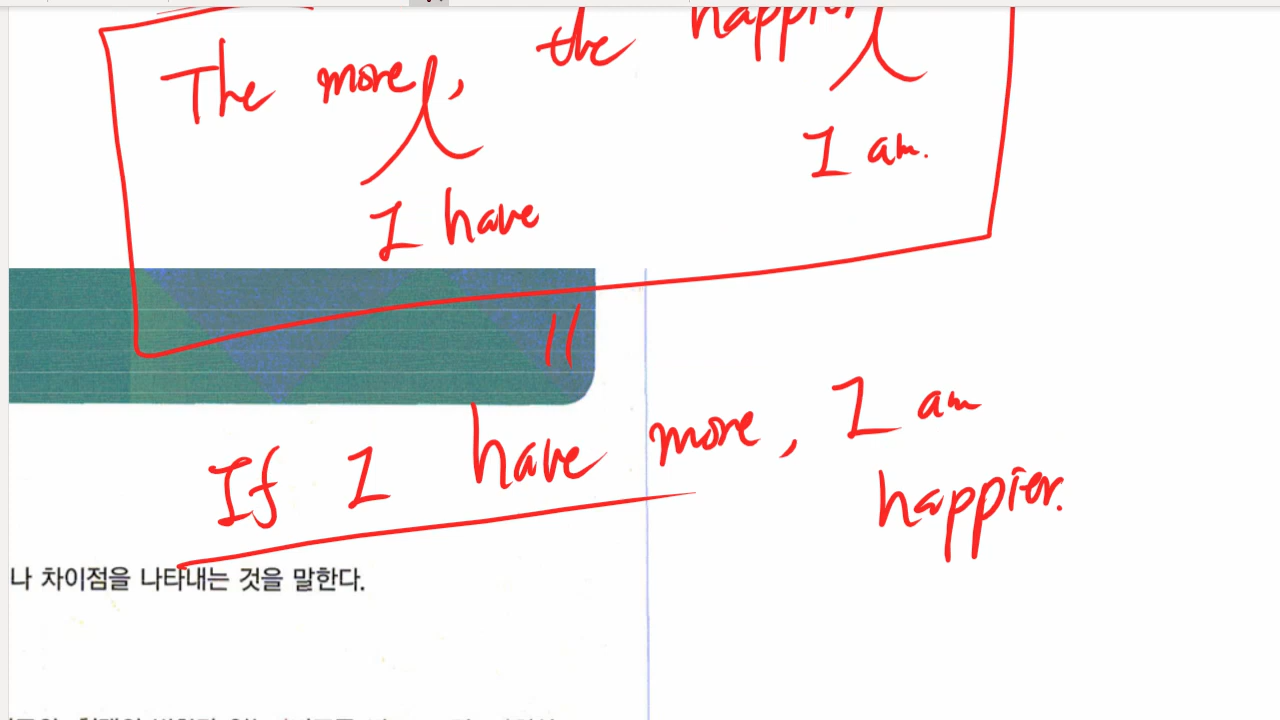 The more, the happier
I have
I am.
If I have more, I am
happier.
나 차이점을 나타내는 것을 말한다.